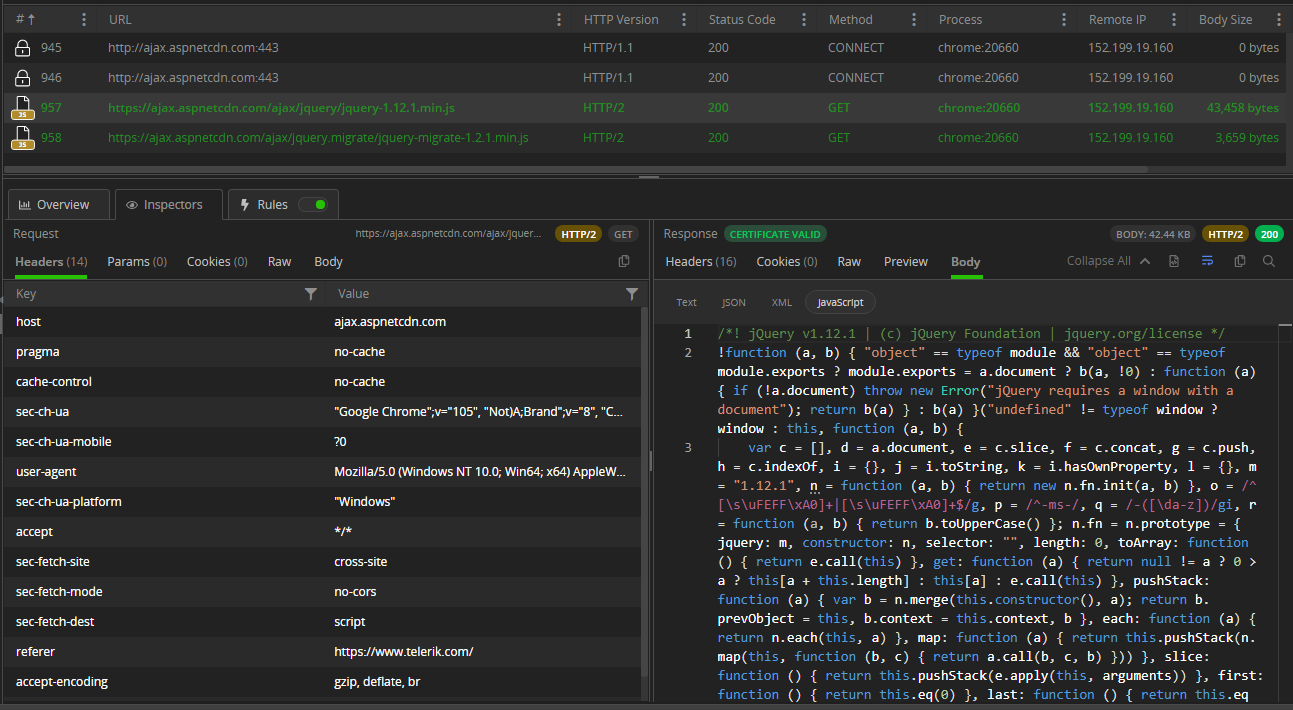 #↑ URL HTTP Version Status Code Method Process Remote IP Body Size
945 http://ajax.aspnetcdn.com:443 HTTP/1.1 200 CONNECT chrome:20660 152.199.19.160 0 bytes
946 http://ajax.aspnetcdn.com:443 HTTP/1.1 200 CONNECT chrome:20660 152.199.19.160 0 bytes
JS 957 https://ajax.aspnetcdn.com/ajax/jquery/jquery-1.12.1.min.js HTTP/2 200 GET chrome:20660 152.199.19.160 43,458 bytes
JS 958 https://ajax.aspnetcdn.com/ajax/jquery.migrate/jquery-migrate-1.2.1.min.js HTTP/2 200 GET chrome:20660 152.199.19.160 3,659 bytes
Overview Inspectors Rules
Request https://ajax.aspnetcdn.com/ajax/jquer... HTTP/2 GET
Headers (14) Params (0) Cookies (0) Raw Body
Key Value
host ajax.aspnetcdn.com
pragma no-cache
cache-control no-cache
sec-ch-ua "Google Chrome";v="105", "Not)A;Brand";v="8", "C...
sec-ch-ua-mobile ?0
user-agent Mozilla/5.0 (Windows NT 10.0; Win64; x64) AppleW...
sec-ch-ua-platform "Windows"
accept */*
sec-fetch-site cross-site
sec-fetch-mode no-cors
sec-fetch-dest script
referer https://www.telerik.com/
accept-encoding gzip, deflate, br
Response CERTIFICATE VALID BODY: 42.44 KB HTTP/2 200
Headers (16) Cookies (0) Raw Preview Body Collapse All
Text JSON XML JavaScript
1 /*! jQuery v1.12.1 | (c) jQuery Foundation | jquery.org/license */
2 !function (a, b) { "object" == typeof module && "object" == typeof
module.exports ? module.exports = a.document ? b(a, !0) : function (a)
{ if (!a.document) throw new Error("jQuery requires a window with a
document"); return b(a) } : b(a) }("undefined" != typeof window ?
window : this, function (a, b) {
3 var c = [], d = a.document, e = c.slice, f = c.concat, g = c.push,
h = c.indexOf, i = {}, j = i.toString, k = i.hasOwnProperty, l = {}, m
= "1.12.1", n = function (a, b) { return new n.fn.init(a, b) }, o = /^
[\s\uFEFF\xA0]+|[\s\uFEFF\xA0]+$/g, p = /^-ms-/, q = /-([\da-z])/gi, r
= function (a, b) { return b.toUpperCase() }; n.fn = n.prototype = {
jquery: m, constructor: n, selector: "", length: 0, toArray: function
() { return e.call(this) }, get: function (a) { return null != a ? 0 >
a ? this[a + this.length] : this[a] : e.call(this) }, pushStack:
function (a) { var b = n.merge(this.constructor(), a); return b.
prevObject = this, b.context = this.context, b }, each: function (a) {
return n.each(this, a) }, map: function (a) { return this.pushStack(n.
map(this, function (b, c) { return a.call(b, c, b) })) }, slice:
function () { return this.pushStack(e.apply(this, arguments)) }, first:
function () { return this.eq(0) }, last: function () { return this.eq